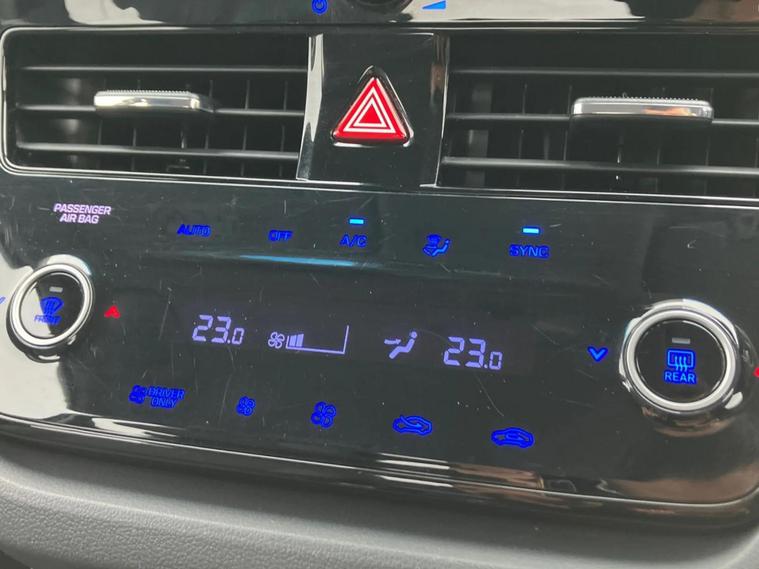 PASSENGER
AIR BAG
AUTO
OFF
A/C
SYNC
FRONT
23.0
23.0
REAR
DRIVER
ONLY